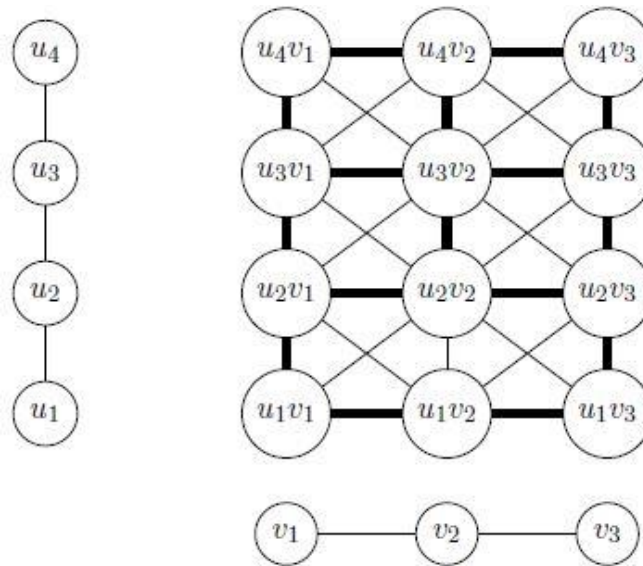 u₄ u₄v₁ u₄v₂ u₄v₃
u₃ u₃v₁ u₃v₂ u₃v₃
u₂ u₂v₁ u₂v₂ u₂v₃
u₁ u₁v₁ u₁v₂ u₁v₃
v₁ v₂ v₃